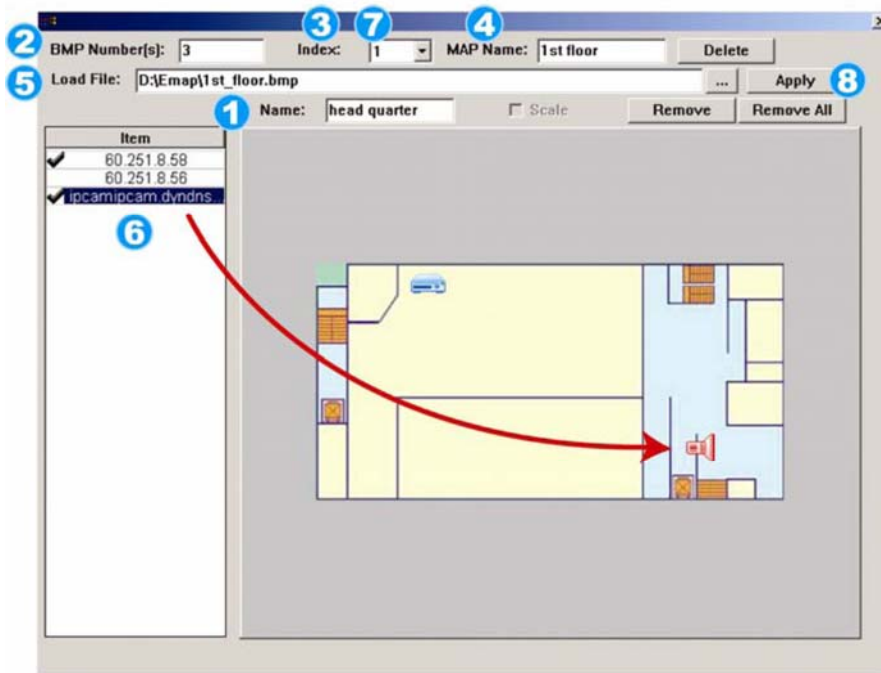 3 7 4
2 BMP Number(s): 3 Index: 1 MAP Name: 1st floor Delete
5 Load File: D:\Emap\1st_floor.bmp ... Apply 8
1 Name: head quarter Scale Remove Remove All
Item
60.251.8.58
60.251.8.56
ipcamipcam.dyndns...
6